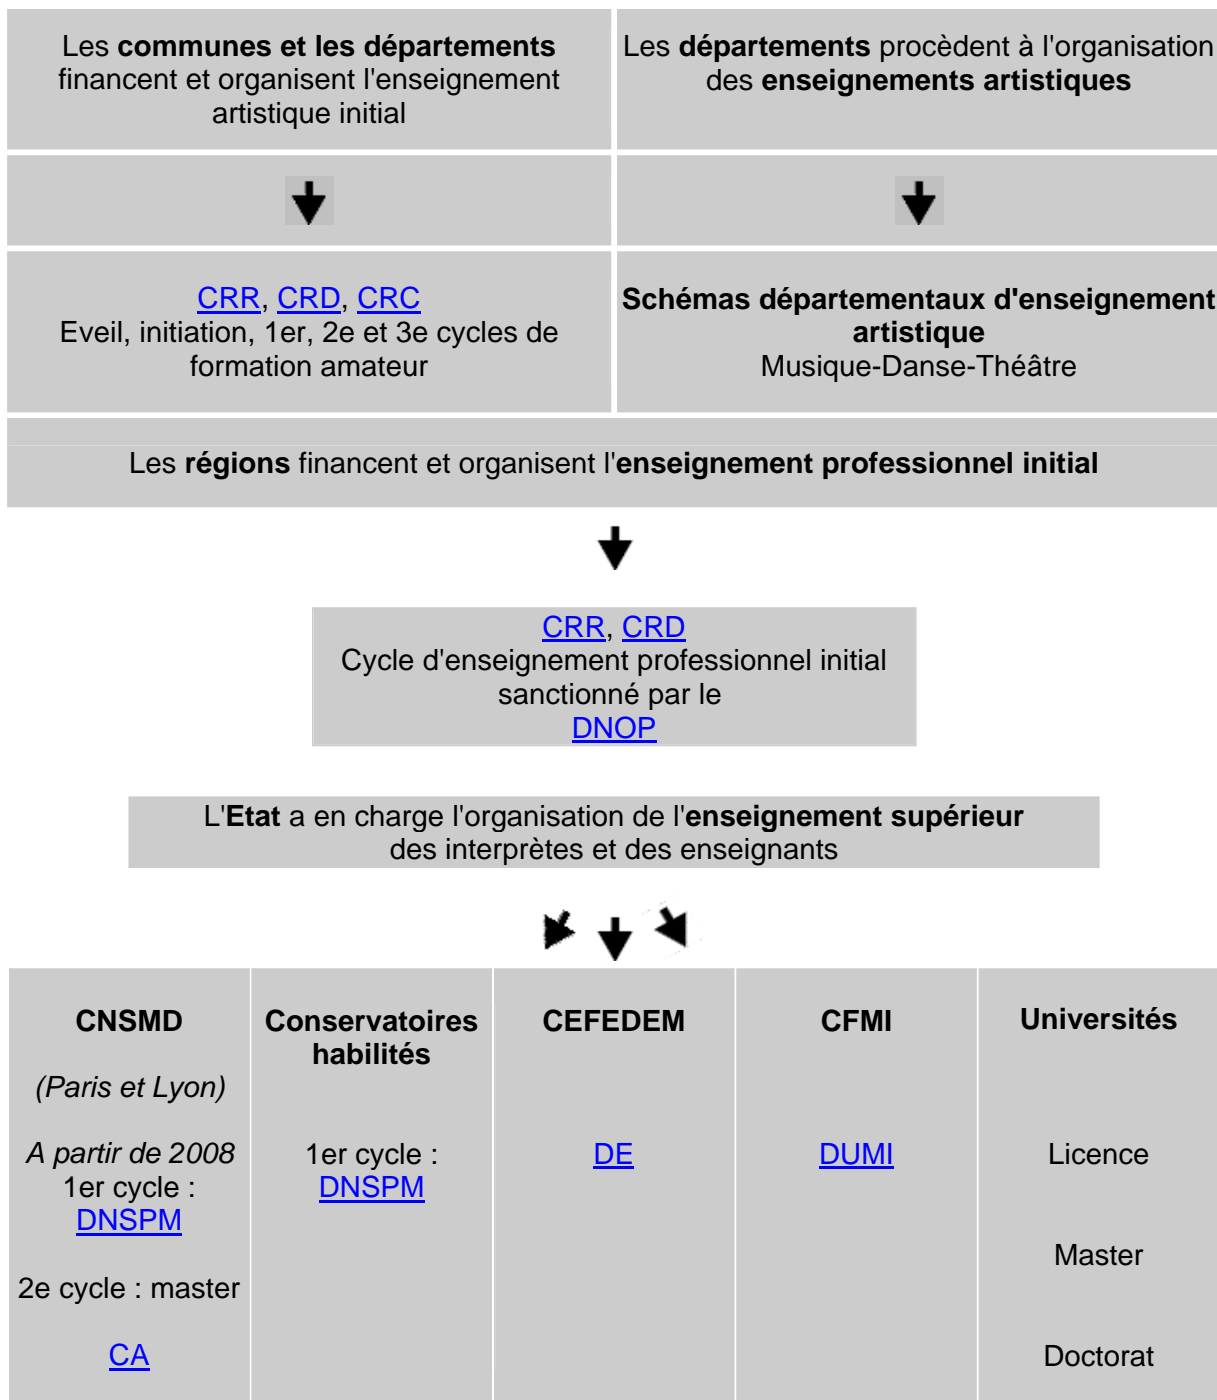 Les communes et les départements
financent et organisent l'enseignement
artistique initial
Les départements procèdent à l'organisation
des enseignements artistiques
CRR, CRD, CRC
Eveil, initiation, 1er, 2e et 3e cycles de
formation amateur
Schémas départementaux d'enseignement
artistique
Musique-Danse-Théâtre
Les régions financent et organisent l'enseignement professionnel initial
CRR, CRD
Cycle d'enseignement professionnel initial
sanctionné par le
DNOP
L'Etat a en charge l'organisation de l'enseignement supérieur
des interprètes et des enseignants
CNSMD
(Paris et Lyon)
A partir de 2008
1er cycle :
DNSPM
2e cycle : master
CA
Conservatoires
habilités
1er cycle :
DNSPM
CEFEDEM
DE
CFMI
DUMI
Universités
Licence
Master
Doctorat